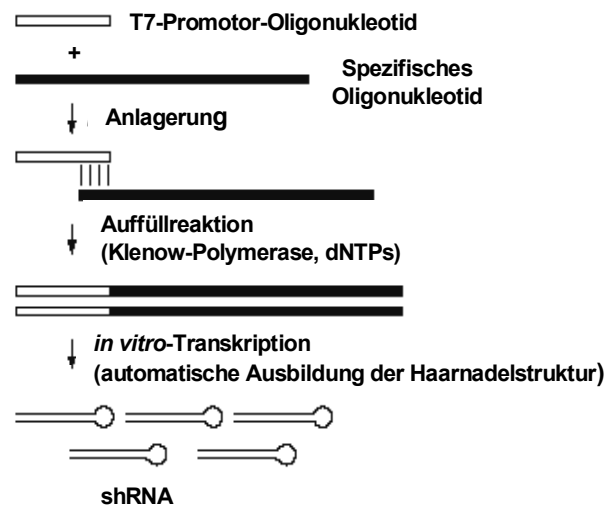 T7-Promotor-Oligonukleotid
+
Spezifisches
Oligonukleotid
Anlagerung
Auffüllreaktion
(Klenow-Polymerase, dNTPs)
in vitro-Transkription
(automatische Ausbildung der Haarnadelstruktur)
shRNA